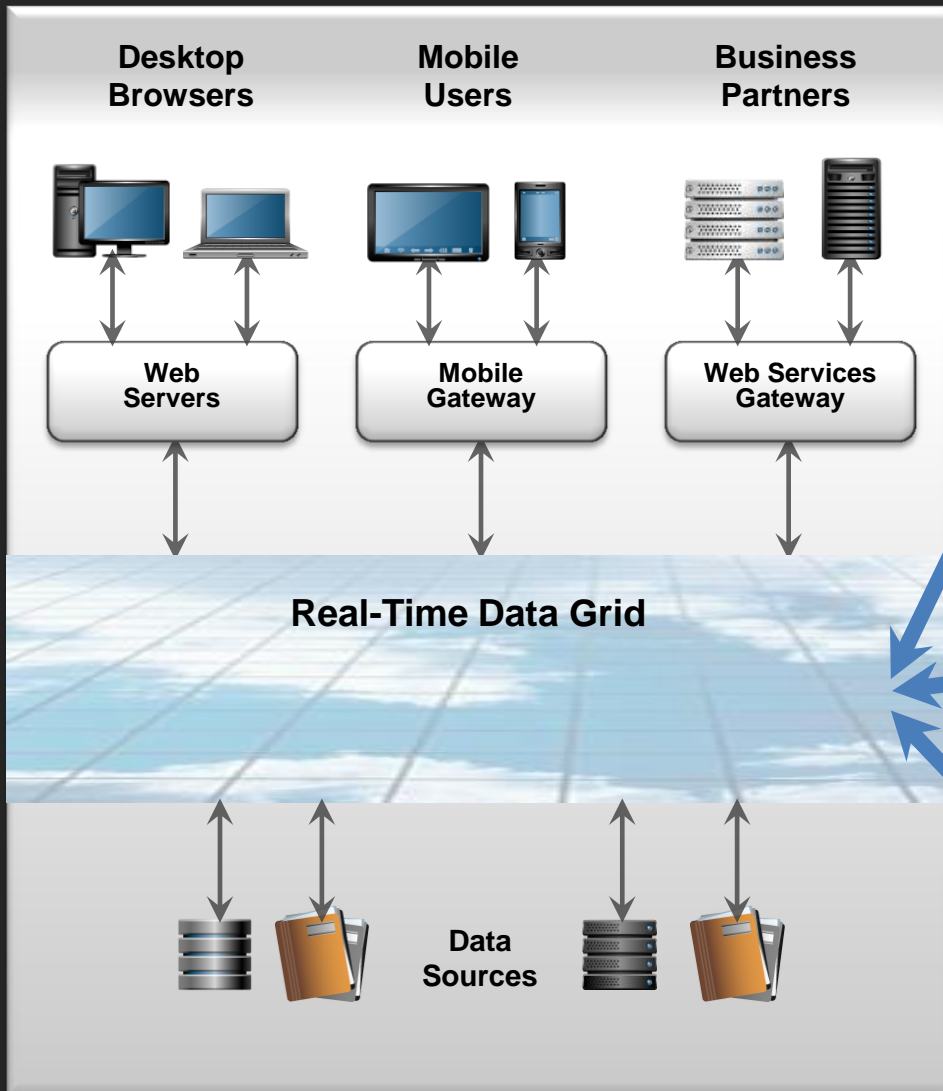 Desktop
Browsers
Mobile
Users
Business
Partners
Web
Servers
Mobile
Gateway
Web Services
Gateway
Real-Time Data Grid
Data
Sources